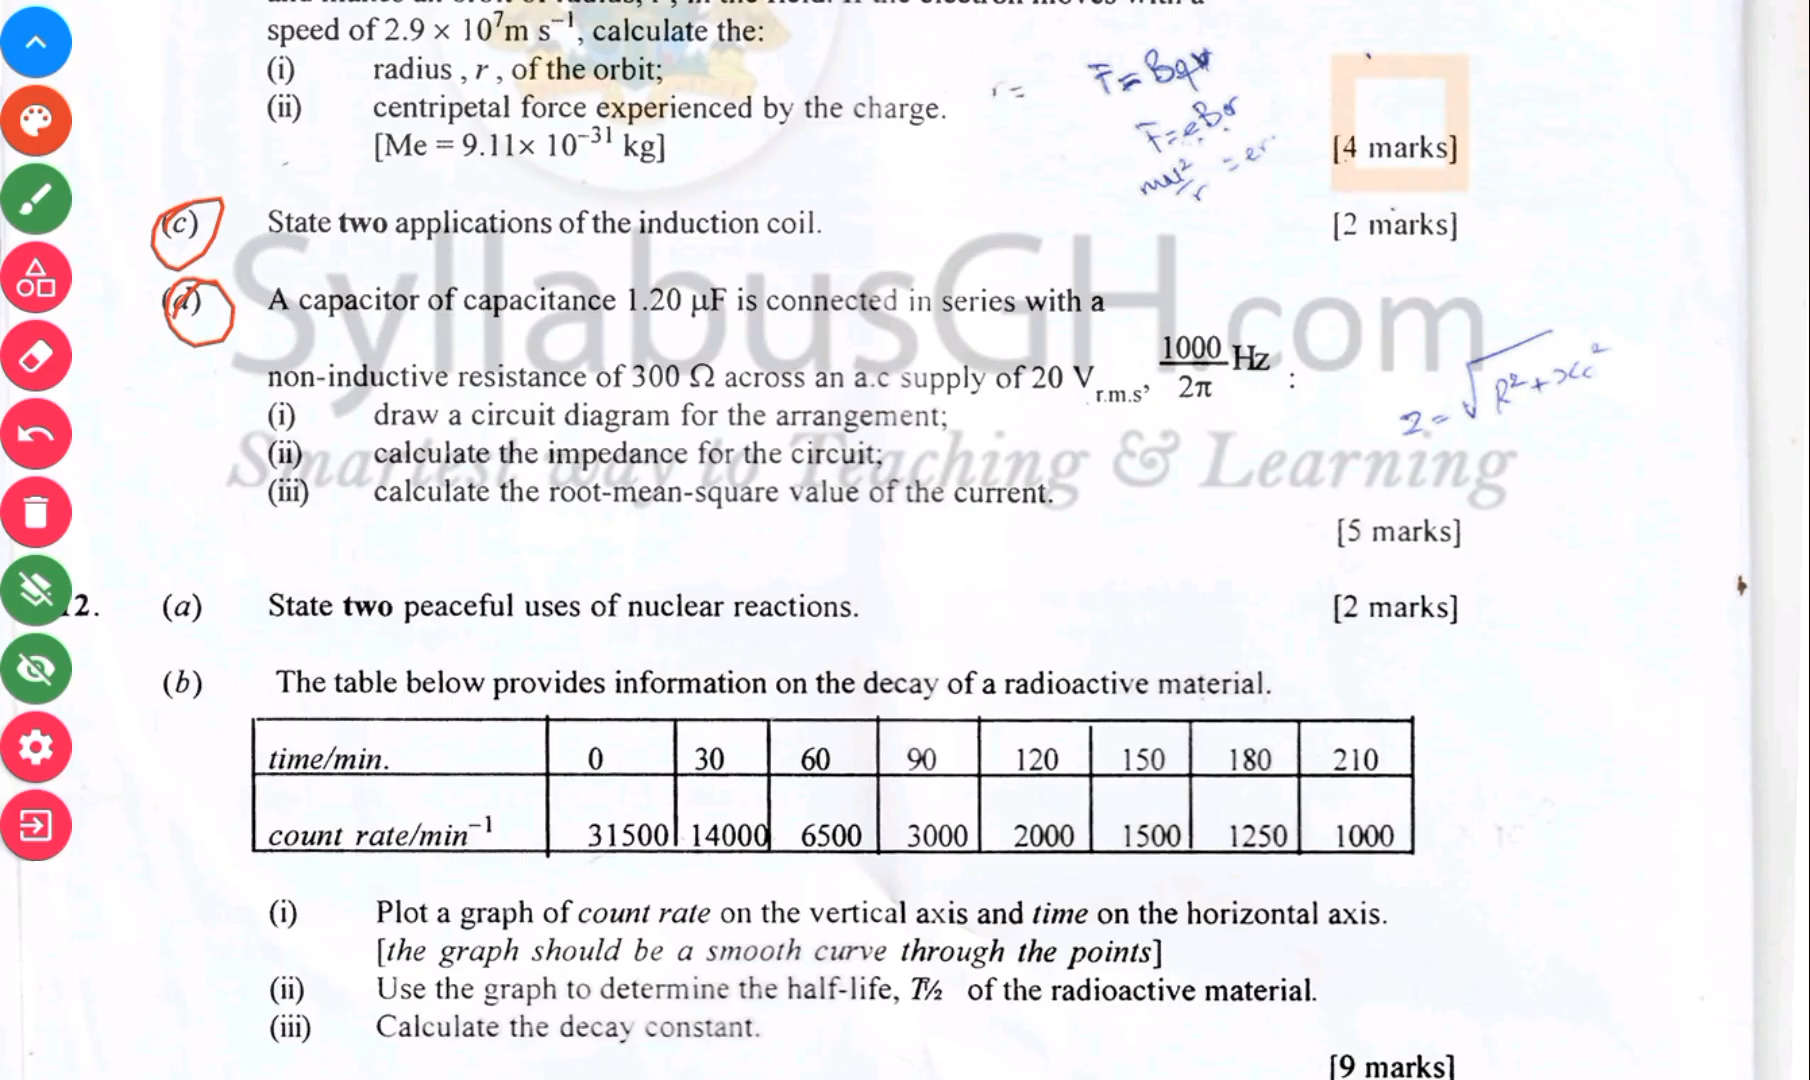 speed of 2.9 × 10⁷m s⁻¹, calculate the:
(i) radius , r , of the orbit;
(ii) centripetal force experienced by the charge.
[Me = 9.11× 10⁻³¹ kg]
[4 marks]
r =
F = Bqv
F = eBv
mv²/r = ev
(c) State two applications of the induction coil. [2 marks]
(d) A capacitor of capacitance 1.20 μF is connected in series with a
non-inductive resistance of 300 Ω across an a.c supply of 20 V r.m.s, 1000/2π Hz :
(i) draw a circuit diagram for the arrangement;
(ii) calculate the impedance for the circuit;
(iii) calculate the root-mean-square value of the current.
[5 marks]
Z = √R² + Xc²
SyllabusGH.com
Smartest way to Teaching & Learning
12. (a) State two peaceful uses of nuclear reactions. [2 marks]
(b) The table below provides information on the decay of a radioactive material.
time/min. 0 30 60 90 120 150 180 210
count rate/min⁻¹ 31500 14000 6500 3000 2000 1500 1250 1000
(i) Plot a graph of count rate on the vertical axis and time on the horizontal axis.
[the graph should be a smooth curve through the points]
(ii) Use the graph to determine the half-life, T½ of the radioactive material.
(iii) Calculate the decay constant.
[9 marks]